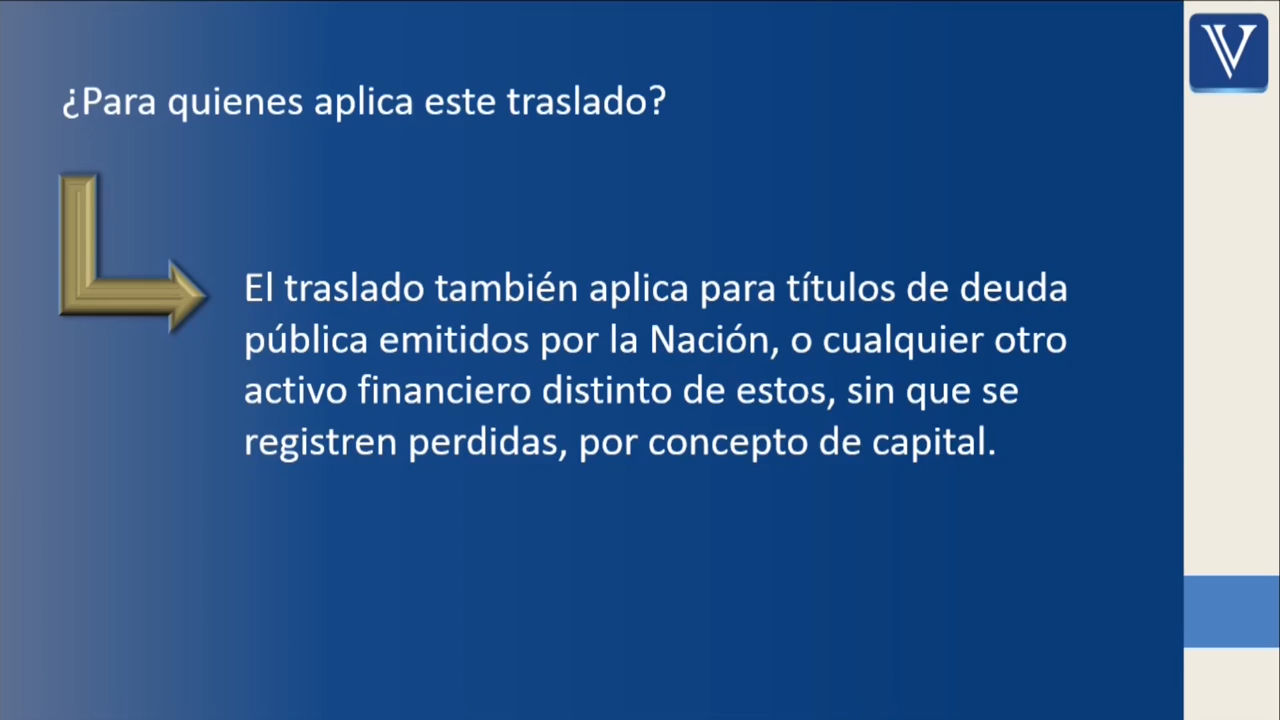 ¿Para quienes aplica este traslado?
El traslado también aplica para títulos de deuda
pública emitidos por la Nación, o cualquier otro
activo financiero distinto de estos, sin que se
registren perdidas, por concepto de capital.
V